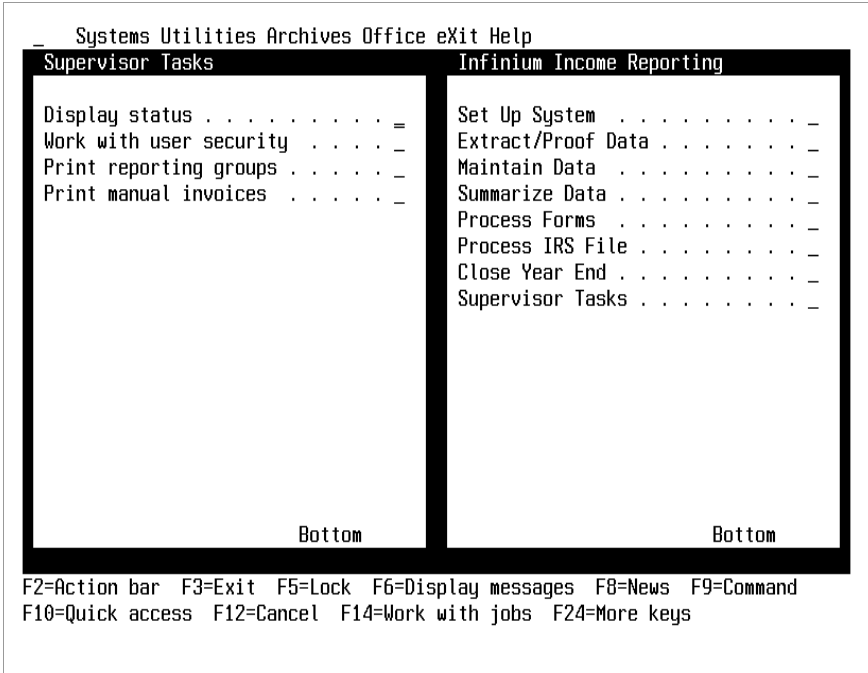 _ Systems Utilities Archives Office eXit Help
Supervisor Tasks Infinium Income Reporting
Display status . . . . . . . . . _ Set Up System . . . . . . . . . _
Work with user security . . . . _ Extract/Proof Data . . . . . . . _
Print reporting groups . . . . . _ Maintain Data . . . . . . . . . _
Print manual invoices . . . . . _ Summarize Data . . . . . . . . . _
Process Forms . . . . . . . . . _
Process IRS File . . . . . . . . _
Close Year End . . . . . . . . . _
Supervisor Tasks . . . . . . . . _
Bottom Bottom
F2=Action bar F3=Exit F5=Lock F6=Display messages F8=News F9=Command
F10=Quick access F12=Cancel F14=Work with jobs F24=More keys